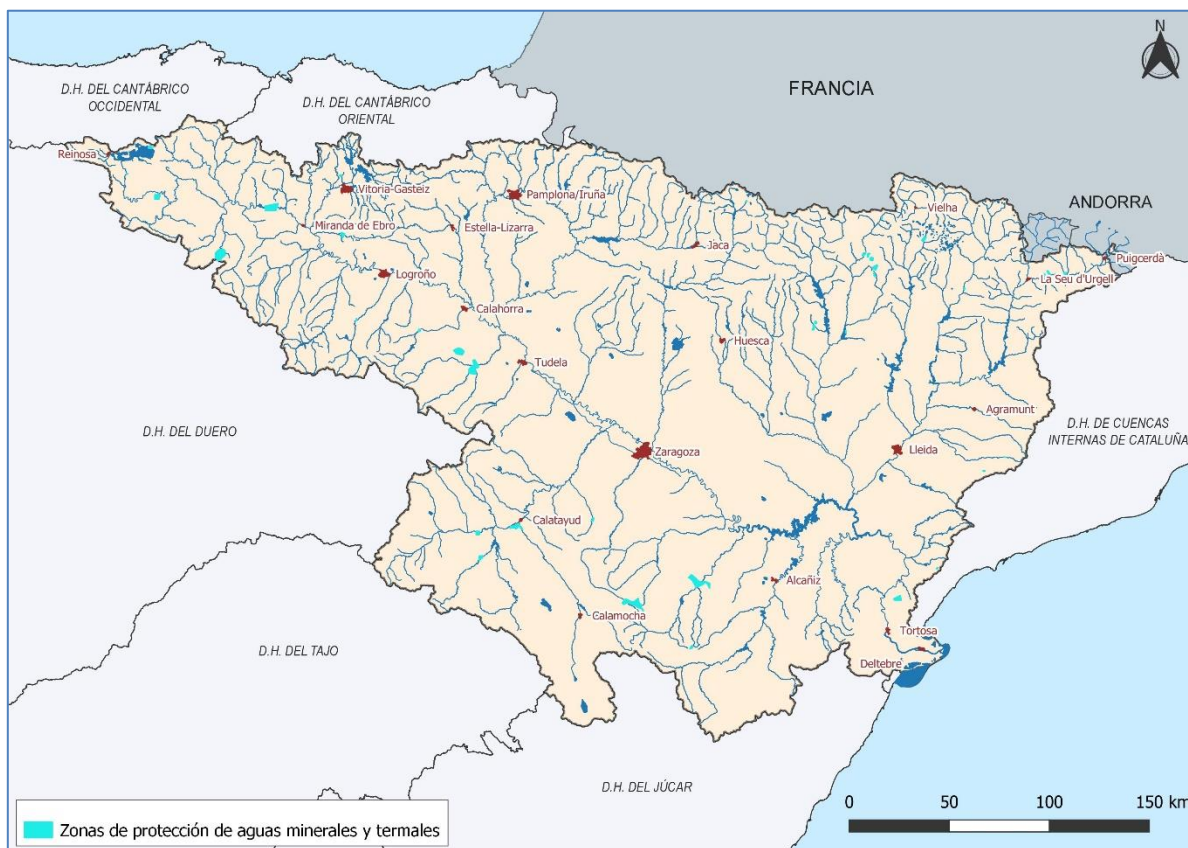 N
FRANCIA
D.H. DEL CANTÁBRICO
OCCIDENTAL
D.H. DEL CANTÁBRICO
ORIENTAL
Reinosa
Vitoria-Gasteiz
Pamplona/Iruña
Vielha
ANDORRA
Miranda de Ebro
Estella-Lizarra
Jaca
Puigcerdà
La Seu d'Urgell
Logroño
Calahorra
Huesca
Tudela
Agramunt
D.H. DEL DUERO
D.H. DE CUENCAS
INTERNAS DE CATALUÑA
Zaragoza
Lleida
Calatayud
Alcañiz
Calamocha
Tortosa
D.H. DEL TAJO
Deltebre
D.H. DEL JÚCAR
0 50 100 150 km
Zonas de protección de aguas minerales y termales